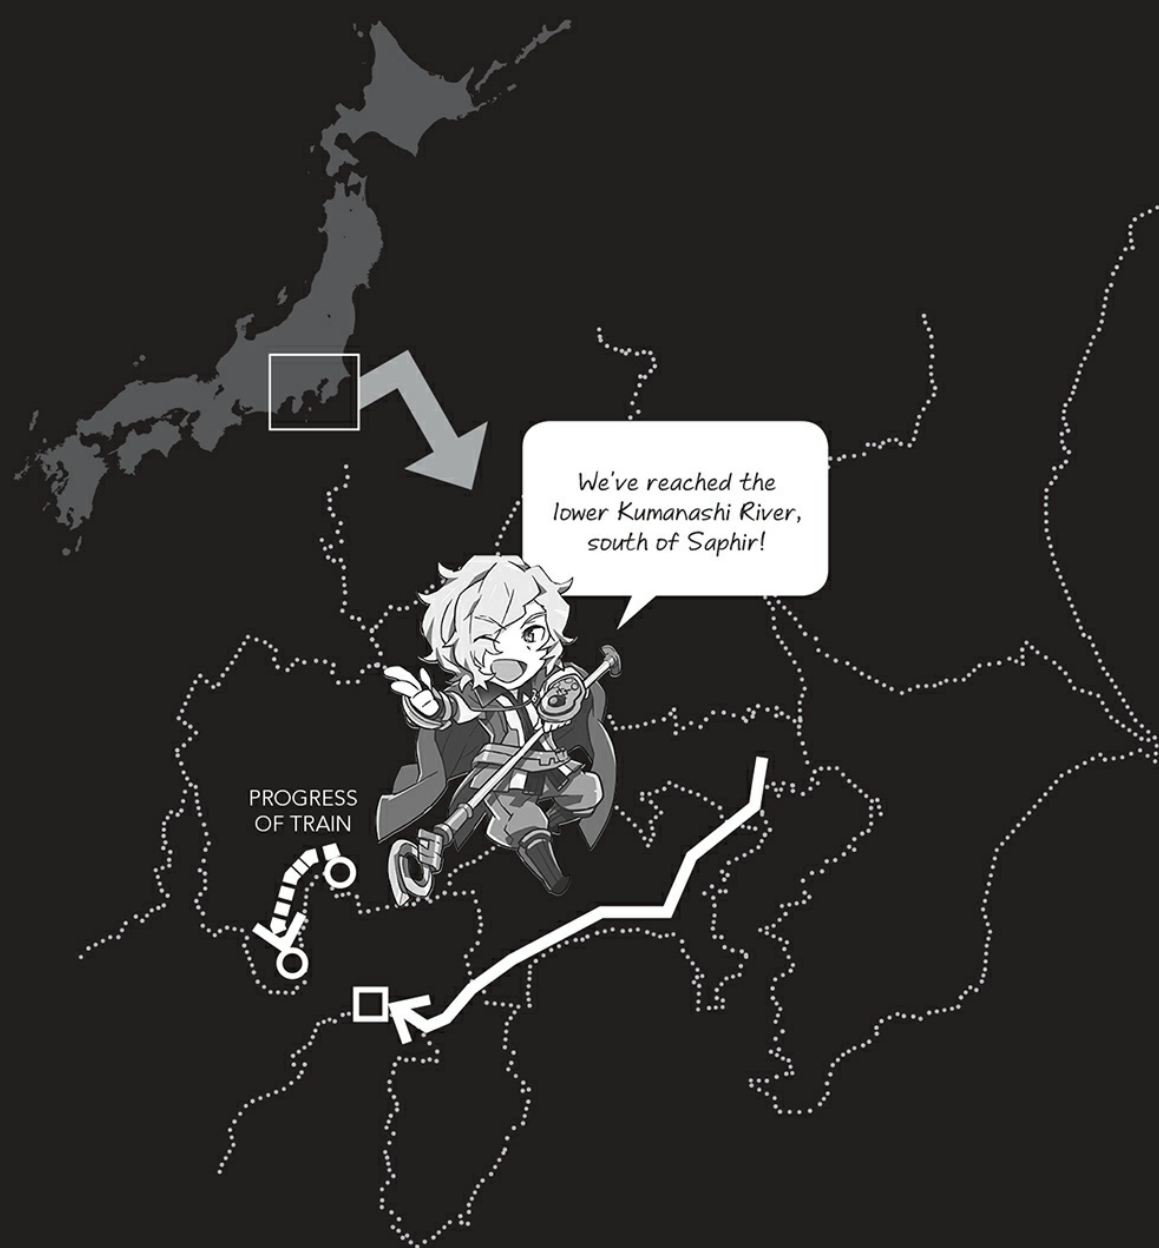 We've reached the
lower Kumanashi River,
south of Saphir!
PROGRESS
OF TRAIN